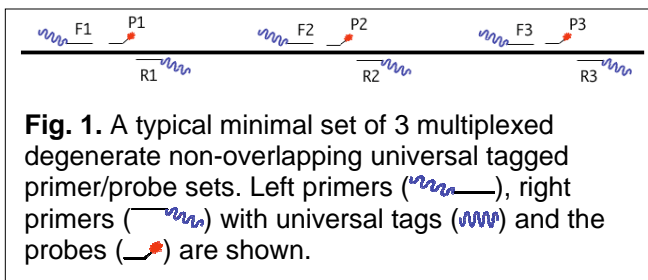 F1 P1 F2 P2 F3 P3
R1 R2 R3
Fig. 1. A typical minimal set of 3 multiplexed
degenerate non-overlapping universal tagged
primer/probe sets. Left primers ( ), right
primers ( ) with universal tags ( ) and the
probes ( ) are shown.